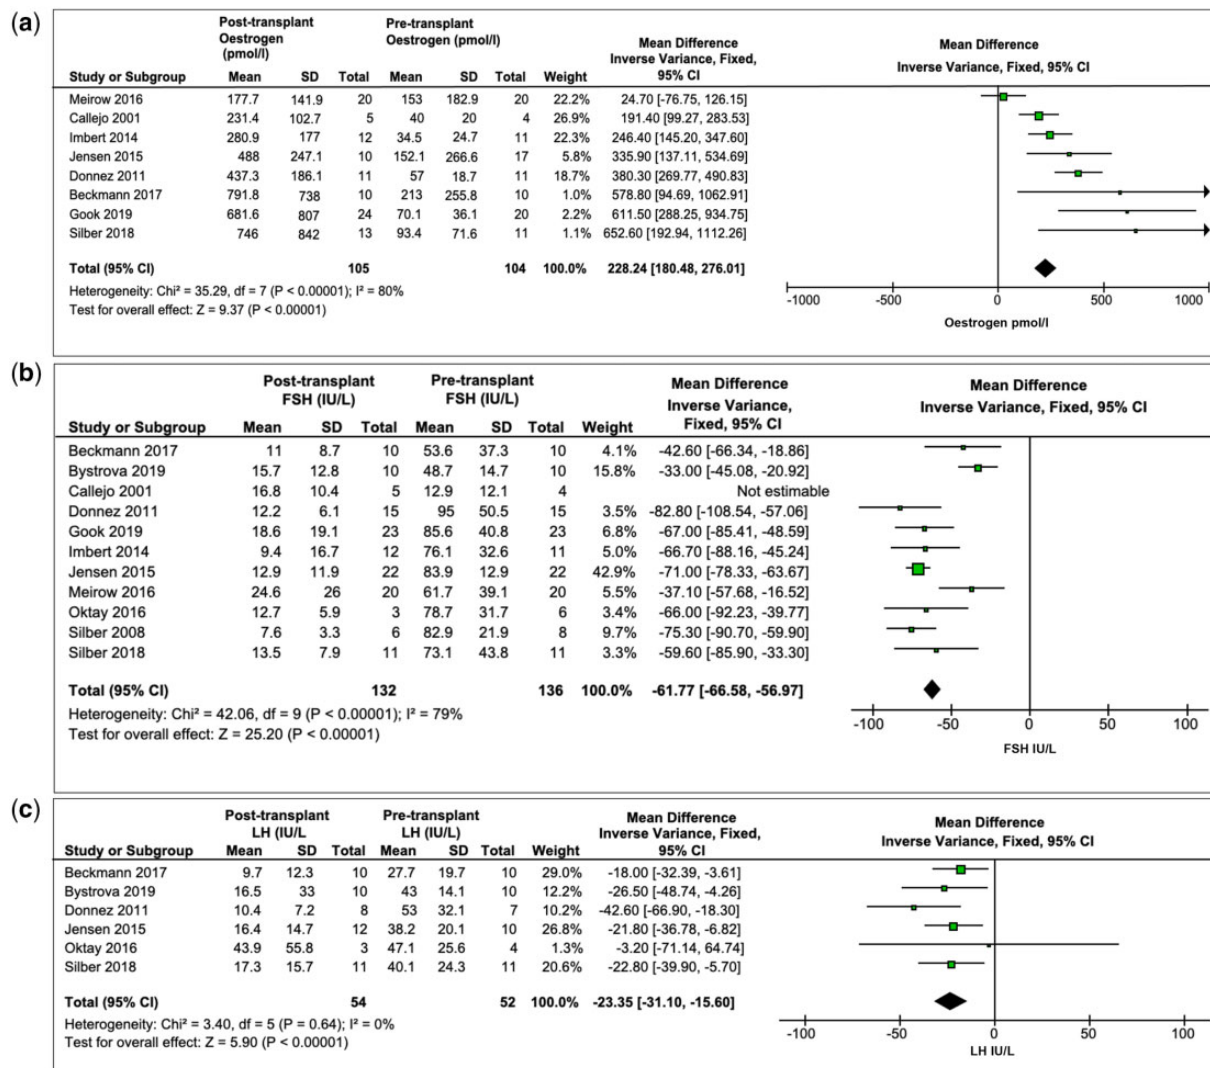 (a)
Post-transplant Oestrogen (pmol/l) Pre-transplant Oestrogen (pmol/l) Mean Difference Inverse Variance, Fixed, 95% CI Mean Difference Inverse Variance, Fixed, 95% CI
Study or Subgroup Mean SD Total Mean SD Total Weight
Meirow 2016 177.7 141.9 20 153 182.9 20 22.2% 24.70 [-76.75, 126.15]
Callejo 2001 231.4 102.7 5 40 20 4 26.9% 191.40 [99.27, 283.53]
Imbert 2014 280.9 177 12 34.5 24.7 11 22.3% 246.40 [145.20, 347.60]
Jensen 2015 488 247.1 10 152.1 266.6 17 5.8% 335.90 [137.11, 534.69]
Donnez 2011 437.3 186.1 11 57 18.7 11 18.7% 380.30 [269.77, 490.83]
Beckmann 2017 791.8 738 10 213 255.8 10 1.0% 578.80 [94.69, 1062.91]
Gook 2019 681.6 807 24 70.1 36.1 20 2.2% 611.50 [288.25, 934.75]
Silber 2018 746 842 13 93.4 71.6 11 1.1% 652.60 [192.94, 1112.26]
Total (95% CI) 105 104 100.0% 228.24 [180.48, 276.01]
Heterogeneity: Chi² = 35.29, df = 7 (P < 0.00001); I² = 80%
Test for overall effect: Z = 9.37 (P < 0.00001)
-1000 -500 0 500 1000
Oestrogen pmol/l
(b)
Post-transplant FSH (IU/L) Pre-transplant FSH (IU/L) Mean Difference Inverse Variance, Fixed, 95% CI Mean Difference Inverse Variance, Fixed, 95% CI
Study or Subgroup Mean SD Total Mean SD Total Weight
Beckmann 2017 11 8.7 10 53.6 37.3 10 4.1% -42.60 [-66.34, -18.86]
Bystrova 2019 15.7 12.8 10 48.7 14.7 10 15.8% -33.00 [-45.08, -20.92]
Callejo 2001 16.8 10.4 5 12.9 12.1 4 Not estimable
Donnez 2011 12.2 6.1 15 95 50.5 15 3.5% -82.80 [-108.54, -57.06]
Gook 2019 18.6 19.1 23 85.6 40.8 23 6.8% -67.00 [-85.41, -48.59]
Imbert 2014 9.4 16.7 12 76.1 32.6 11 5.0% -66.70 [-88.16, -45.24]
Jensen 2015 12.9 11.9 22 83.9 12.9 22 42.9% -71.00 [-78.33, -63.67]
Meirow 2016 24.6 26 20 61.7 39.1 20 5.5% -37.10 [-57.68, -16.52]
Oktay 2016 12.7 5.9 3 78.7 31.7 6 3.4% -66.00 [-92.23, -39.77]
Silber 2008 7.6 3.3 6 82.9 21.9 8 9.7% -75.30 [-90.70, -59.90]
Silber 2018 13.5 7.9 11 73.1 43.8 11 3.3% -59.60 [-85.90, -33.30]
Total (95% CI) 132 136 100.0% -61.77 [-66.58, -56.97]
Heterogeneity: Chi² = 42.06, df = 9 (P < 0.00001); I² = 79%
Test for overall effect: Z = 25.20 (P < 0.00001)
-100 -50 0 50 100
FSH IU/L
(c)
Post-transplant LH (IU/L Pre-transplant LH (IU/L) Mean Difference Inverse Variance, Fixed, 95% CI Mean Difference Inverse Variance, Fixed, 95% CI
Study or Subgroup Mean SD Total Mean SD Total Weight
Beckmann 2017 9.7 12.3 10 27.7 19.7 10 29.0% -18.00 [-32.39, -3.61]
Bystrova 2019 16.5 33 10 43 14.1 10 12.2% -26.50 [-48.74, -4.26]
Donnez 2011 10.4 7.2 8 53 32.1 7 10.2% -42.60 [-66.90, -18.30]
Jensen 2015 16.4 14.7 12 38.2 20.1 10 26.8% -21.80 [-36.78, -6.82]
Oktay 2016 43.9 55.8 3 47.1 25.6 4 1.3% -3.20 [-71.14, 64.74]
Silber 2018 17.3 15.7 11 40.1 24.3 11 20.6% -22.80 [-39.90, -5.70]
Total (95% CI) 54 52 100.0% -23.35 [-31.10, -15.60]
Heterogeneity: Chi² = 3.40, df = 5 (P = 0.64); I² = 0%
Test for overall effect: Z = 5.90 (P < 0.00001)
-100 -50 0 50 100
LH IU/L